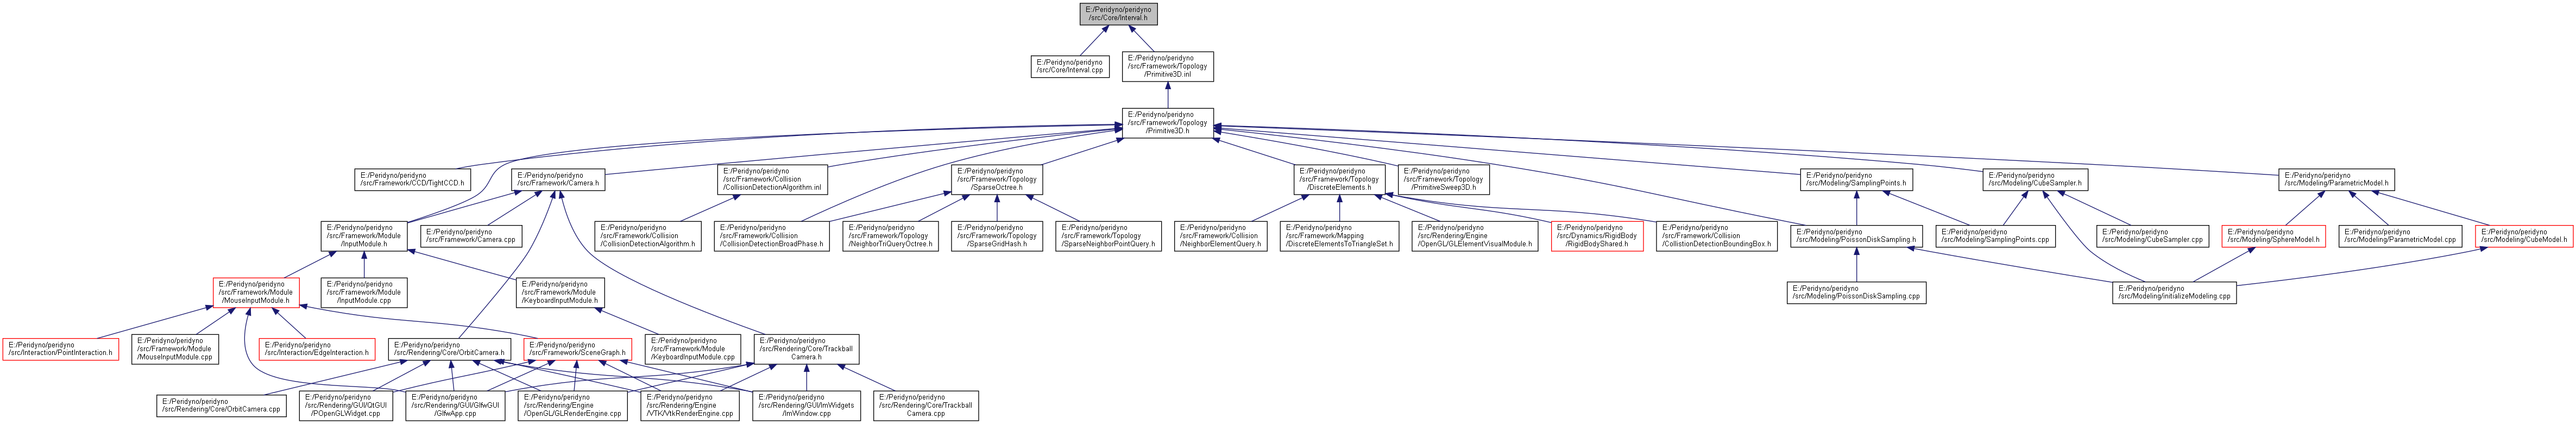 E:/Peridyno/peridyno
/src/Core/Interval.h
E:/Peridyno/peridyno
/src/Core/Interval.cpp
E:/Peridyno/peridyno
/src/Framework/Topology
/Primitive3D.inl
E:/Peridyno/peridyno
/src/Framework/Topology
/Primitive3D.h
E:/Peridyno/peridyno
/src/Framework/CCD/TightCCD.h
E:/Peridyno/peridyno
/src/Framework/Camera.h
E:/Peridyno/peridyno
/src/Framework/Collision
/CollisionDetectionAlgorithm.inl
E:/Peridyno/peridyno
/src/Framework/Topology
/SparseOctree.h
E:/Peridyno/peridyno
/src/Framework/Topology
/DiscreteElements.h
E:/Peridyno/peridyno
/src/Framework/Topology
/PrimitiveSweep3D.h
E:/Peridyno/peridyno
/src/Modeling/SamplingPoints.h
E:/Peridyno/peridyno
/src/Modeling/CubeSampler.h
E:/Peridyno/peridyno
/src/Modeling/ParametricModel.h
E:/Peridyno/peridyno
/src/Framework/Module
/InputModule.h
E:/Peridyno/peridyno
/src/Framework/Camera.cpp
E:/Peridyno/peridyno
/src/Framework/Collision
/CollisionDetectionAlgorithm.h
E:/Peridyno/peridyno
/src/Framework/Collision
/CollisionDetectionBroadPhase.h
E:/Peridyno/peridyno
/src/Framework/Topology
/NeighborTriQueryOctree.h
E:/Peridyno/peridyno
/src/Framework/Topology
/SparseGridHash.h
E:/Peridyno/peridyno
/src/Framework/Topology
/SparseNeighborPointQuery.h
E:/Peridyno/peridyno
/src/Framework/Collision
/NeighborElementQuery.h
E:/Peridyno/peridyno
/src/Framework/Mapping
/DiscreteElementsToTriangleSet.h
E:/Peridyno/peridyno
/src/Rendering/Engine
/OpenGL/GLElementVisualModule.h
E:/Peridyno/peridyno
/src/Dynamics/RigidBody
/RigidBodyShared.h
E:/Peridyno/peridyno
/src/Framework/Collision
/CollistionDetectionBoundingBox.h
E:/Peridyno/peridyno
/src/Modeling/PoissonDiskSampling.h
E:/Peridyno/peridyno
/src/Modeling/SamplingPoints.cpp
E:/Peridyno/peridyno
/src/Modeling/CubeSampler.cpp
E:/Peridyno/peridyno
/src/Modeling/SphereModel.h
E:/Peridyno/peridyno
/src/Modeling/ParametricModel.cpp
E:/Peridyno/peridyno
/src/Modeling/CubeModel.h
E:/Peridyno/peridyno
/src/Framework/Module
/MouseInputModule.h
E:/Peridyno/peridyno
/src/Framework/Module
/InputModule.cpp
E:/Peridyno/peridyno
/src/Framework/Module
/KeyboardInputModule.h
E:/Peridyno/peridyno
/src/Modeling/PoissonDiskSampling.cpp
E:/Peridyno/peridyno
/src/Modeling/initializeModeling.cpp
E:/Peridyno/peridyno
/src/Interaction/PointInteraction.h
E:/Peridyno/peridyno
/src/Framework/Module
/MouseInputModule.cpp
E:/Peridyno/peridyno
/src/Interaction/EdgeInteraction.h
E:/Peridyno/peridyno
/src/Rendering/Core/OrbitCamera.h
E:/Peridyno/peridyno
/src/Framework/SceneGraph.h
E:/Peridyno/peridyno
/src/Framework/Module
/KeyboardInputModule.cpp
E:/Peridyno/peridyno
/src/Rendering/Core/Trackball
Camera.h
E:/Peridyno/peridyno
/src/Rendering/Core/OrbitCamera.cpp
E:/Peridyno/peridyno
/src/Rendering/GUI/QtGUI
/POpenGLWidget.cpp
E:/Peridyno/peridyno
/src/Rendering/GUI/GlfwGUI
/GlfwApp.cpp
E:/Peridyno/peridyno
/src/Rendering/Engine
/OpenGL/GLRenderEngine.cpp
E:/Peridyno/peridyno
/src/Rendering/Engine
/VTK/VtkRenderEngine.cpp
E:/Peridyno/peridyno
/src/Rendering/GUI/ImWidgets
/ImWindow.cpp
E:/Peridyno/peridyno
/src/Rendering/Core/Trackball
Camera.cpp